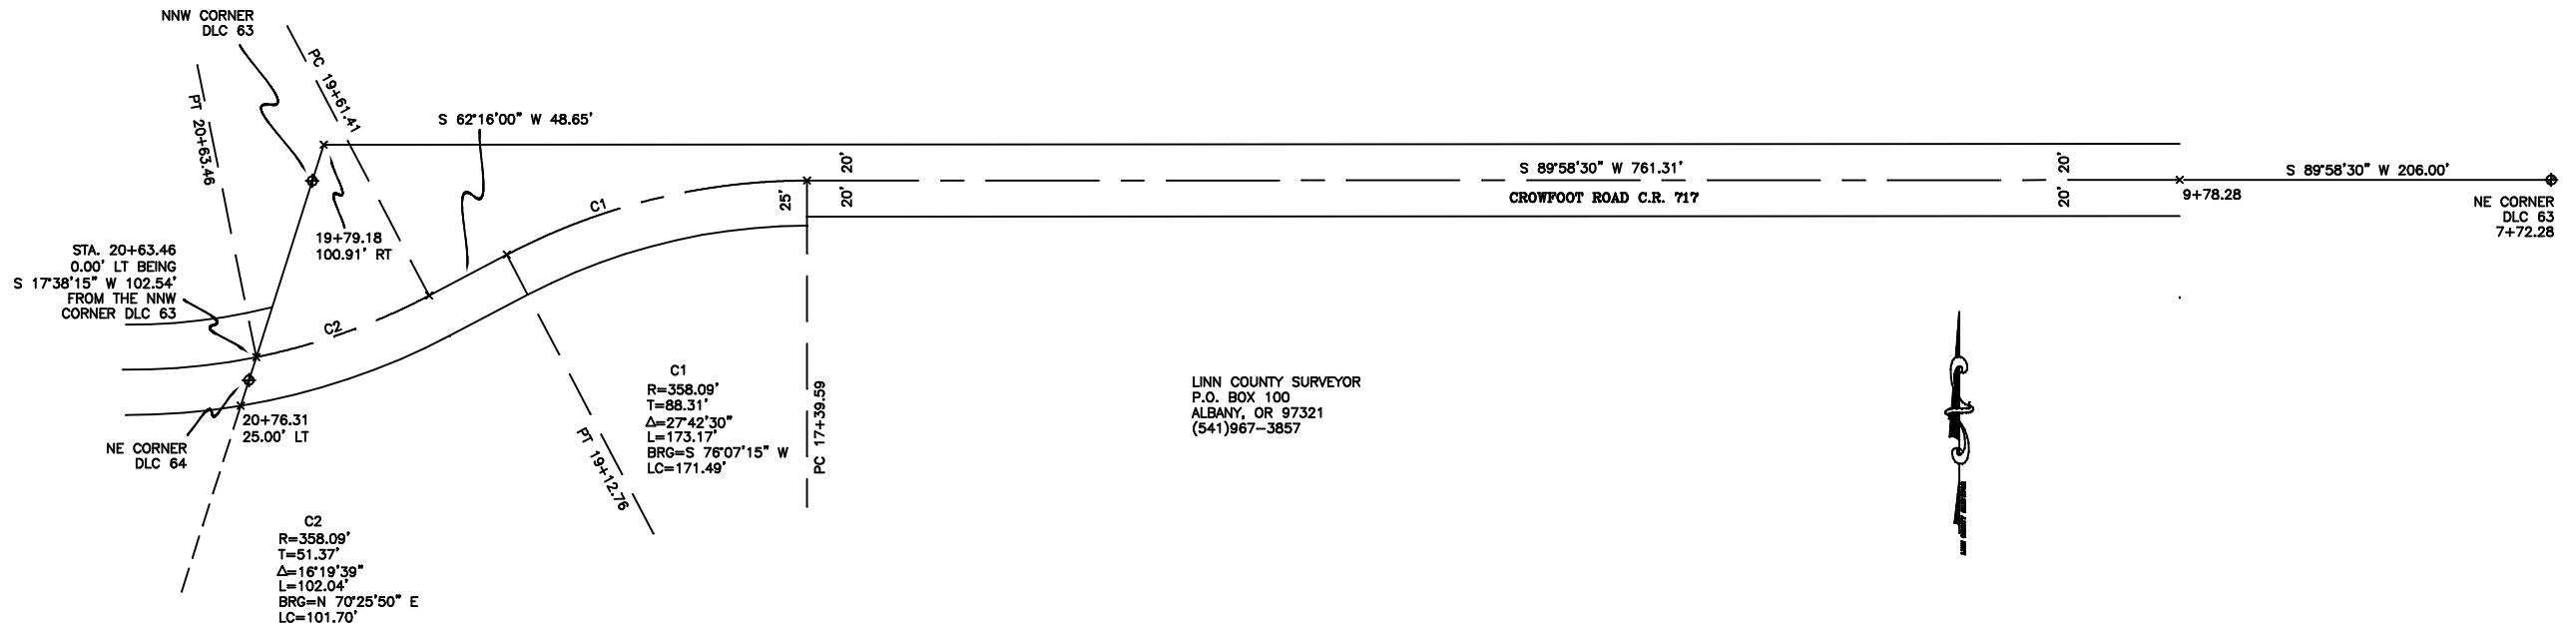 NNW CORNER
DLC 63
PC 19+61.41
PT 20+63.46
S 62°16'00" W 48.65'
20'
20'
25'
S 89°58'30" W 761.31'
CROWFOOT ROAD C.R. 717
20'
20'
9+78.28
S 89°58'30" W 206.00'
NE CORNER
DLC 63
7+72.28
C1
19+79.18
100.91' RT
STA. 20+63.46
0.00' LT BEING
S 17°38'15" W 102.54'
FROM THE NNW
CORNER DLC 63
C2
20+76.31
25.00' LT
NE CORNER
DLC 64
C1
R=358.09'
T=88.31'
Δ=27°42'30"
L=173.17'
BRG=S 76°07'15" W
LC=171.49'
PC 17+39.59
PT 19+12.76
LINN COUNTY SURVEYOR
P.O. BOX 100
ALBANY, OR 97321
(541)967-3857
C2
R=358.09'
T=51.37'
Δ=16°19'39"
L=102.04'
BRG=N 70°25'50" E
LC=101.70'